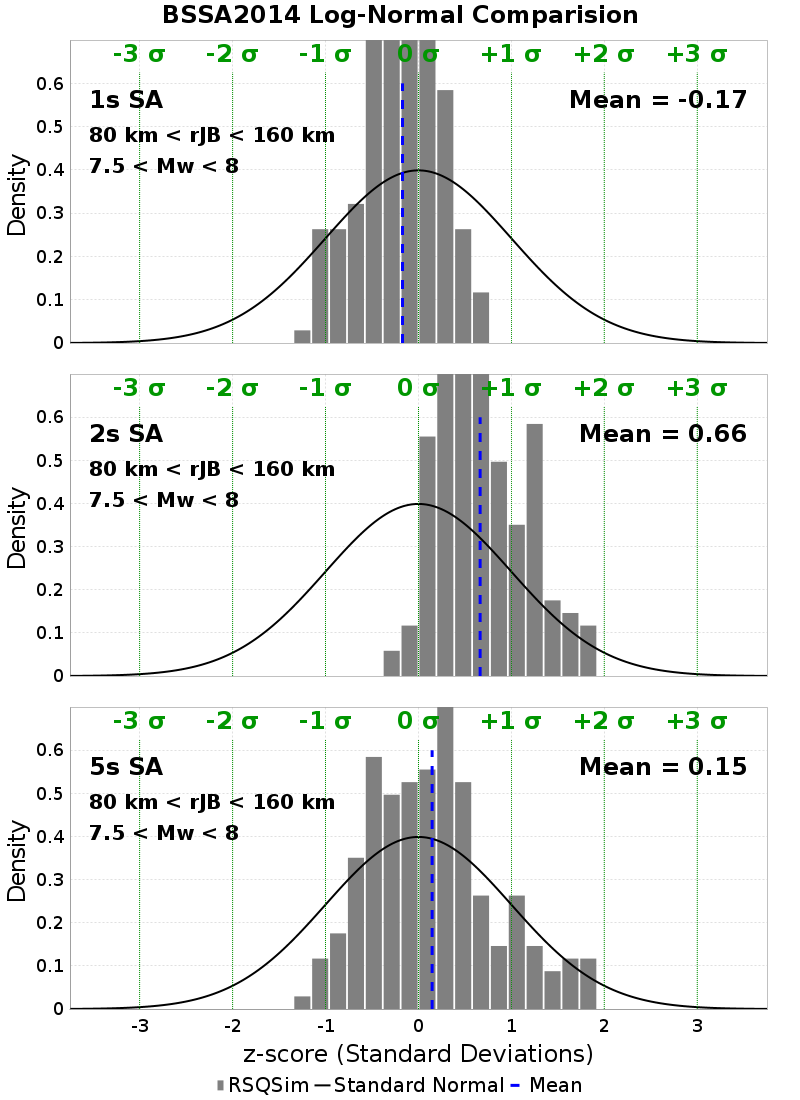 BSSA2014 Log-Normal Comparision
-3 σ -2 σ -1 σ 0 σ +1 σ +2 σ +3 σ
0.6
1s SA Mean = -0.17
0.5
80 km < rJB < 160 km
7.5 < Mw < 8
0.4
0.3
0.2
0.1
0
Density
-3 σ -2 σ -1 σ 0 σ +1 σ +2 σ +3 σ
0.6
2s SA Mean = 0.66
0.5
80 km < rJB < 160 km
7.5 < Mw < 8
0.4
0.3
0.2
0.1
0
Density
-3 σ -2 σ -1 σ 0 σ +1 σ +2 σ +3 σ
0.6
5s SA Mean = 0.15
0.5
80 km < rJB < 160 km
7.5 < Mw < 8
0.4
0.3
0.2
0.1
0
Density
-3 -2 -1 0 1 2 3
z-score (Standard Deviations)
RSQSim Standard Normal Mean